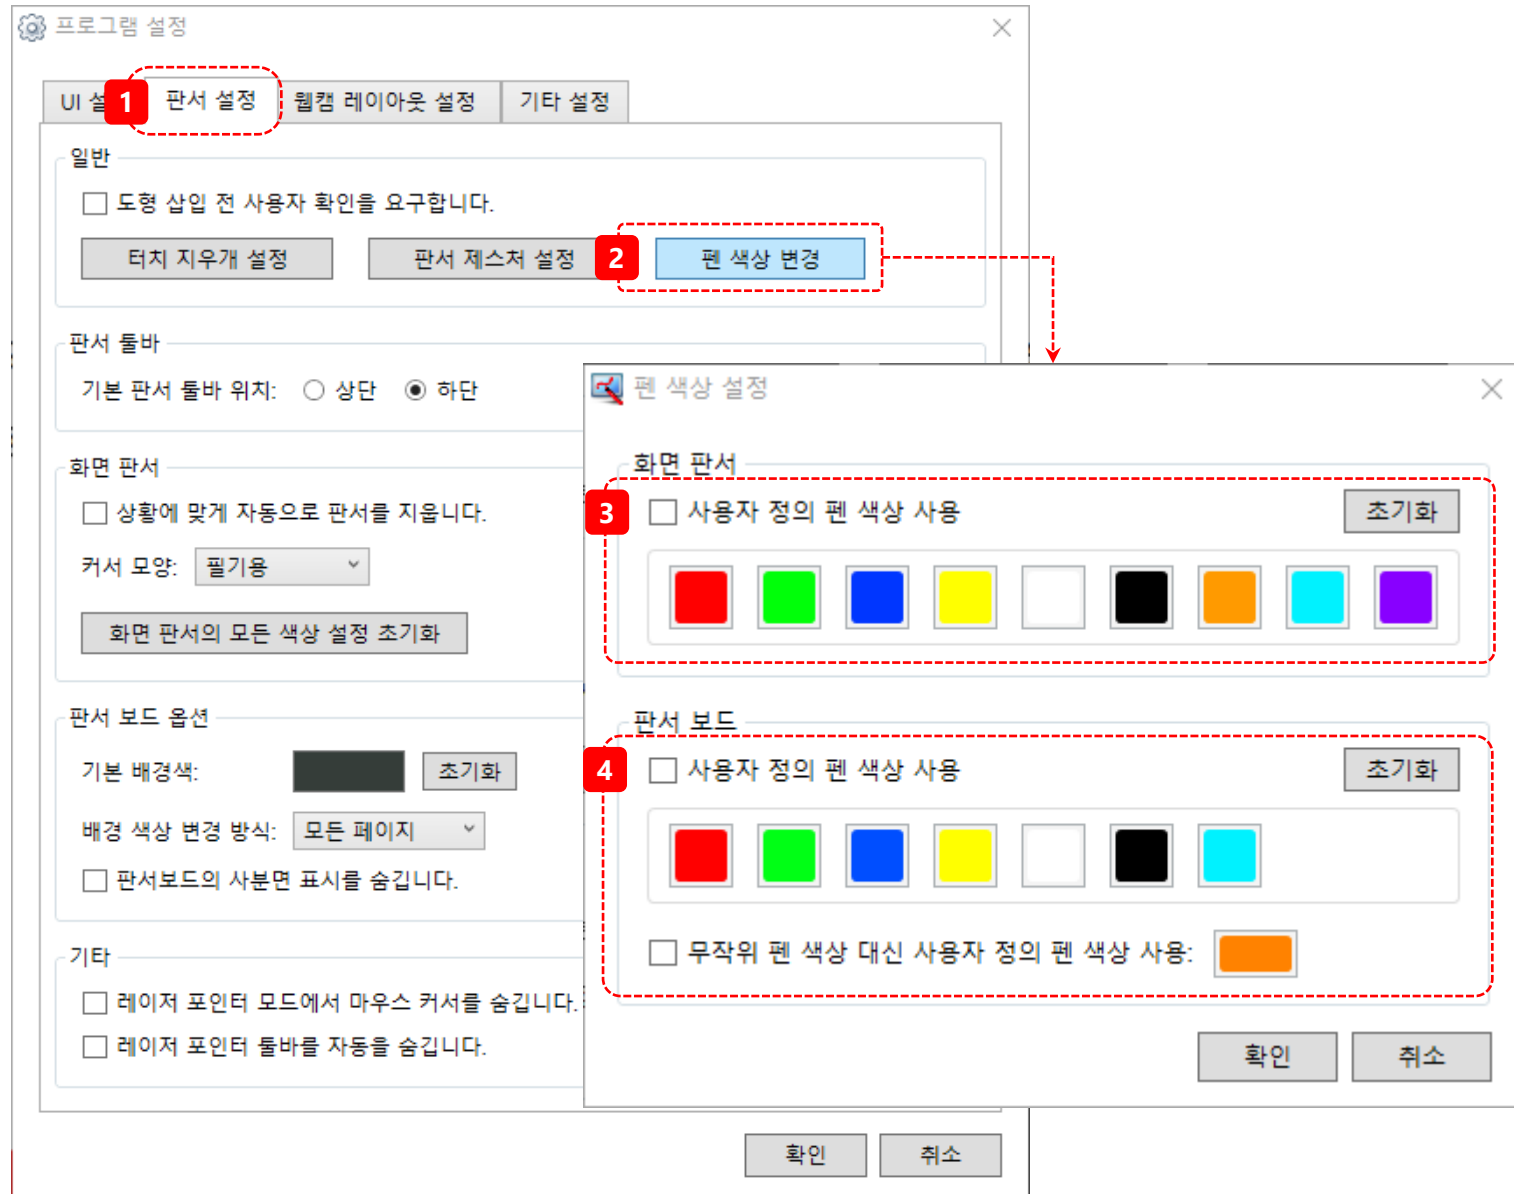 프로그램 설정
UI 설
1
판서 설정
웹캠 레이아웃 설정
기타 설정
일반
도형 삽입 전 사용자 확인을 요구합니다.
터치 지우개 설정
판서 제스처 설정
2
펜 색상 변경
판서 툴바
기본 판서 툴바 위치:
상단
하단
화면 판서
상황에 맞게 자동으로 판서를 지웁니다.
커서 모양:
필기용
화면 판서의 모든 색상 설정 초기화
판서 보드 옵션
기본 배경색:
초기화
배경 색상 변경 방식:
모든 페이지
판서보드의 사분면 표시를 숨깁니다.
기타
레이저 포인터 모드에서 마우스 커서를 숨깁니다.
레이저 포인터 툴바를 자동을 숨깁니다.
확인
취소
펜 색상 설정
화면 판서
3
사용자 정의 펜 색상 사용
초기화
판서 보드
4
사용자 정의 펜 색상 사용
초기화
무작위 펜 색상 대신 사용자 정의 펜 색상 사용:
확인
취소